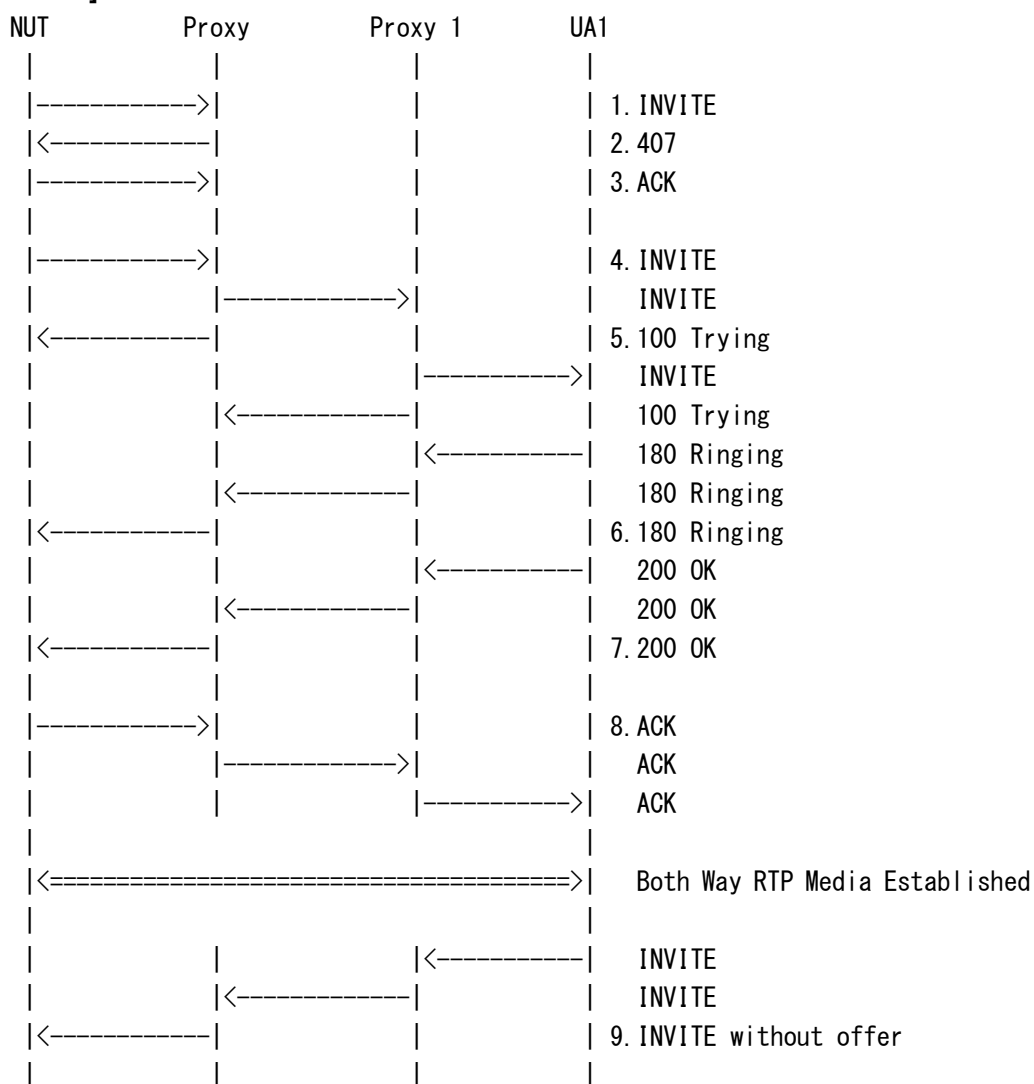 NUT Proxy Proxy 1 UA1
| | | |
|------------>| | | 1. INVITE
|<------------| | | 2. 407
|------------>| | | 3. ACK
| | | |
|------------>| | | 4. INVITE
| |------------->| | INVITE
|<------------| | | 5. 100 Trying
| | |----------->| INVITE
| |<-------------| | 100 Trying
| | |<-----------| 180 Ringing
| |<-------------| | 180 Ringing
|<------------| | | 6. 180 Ringing
| | |<-----------| 200 OK
| |<-------------| | 200 OK
|<------------| | | 7. 200 OK
| | | |
|------------>| | | 8. ACK
| |------------->| | ACK
| | |----------->| ACK
| |
|<=======================================>| Both Way RTP Media Established
| |
| | |<-----------| INVITE
| |<-------------| | INVITE
|<------------| | | 9. INVITE without offer
| | | |